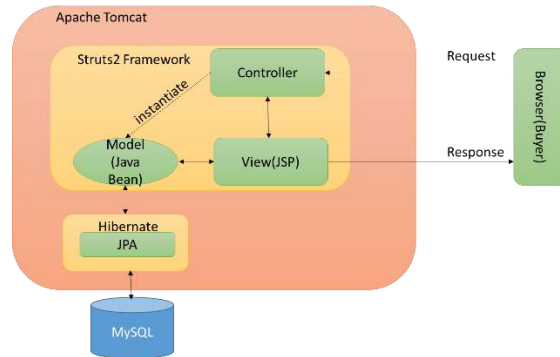 Apache Tomcat
Struts2 Framework
Controller
Request
instantiate
Model
(Java
Bean)
View(JSP)
Response
Browser(Buyer)
Hibernate
JPA
MySQL